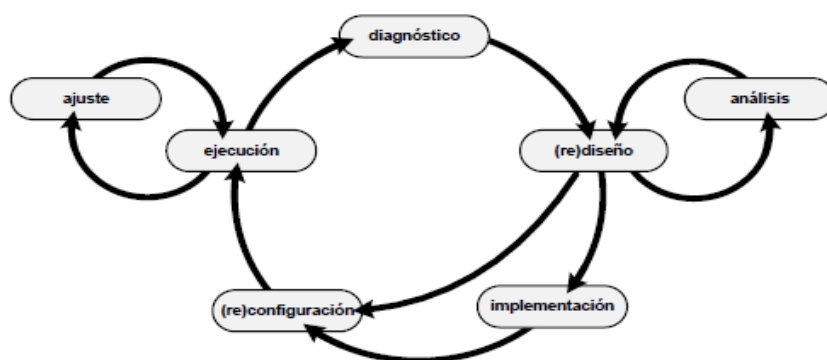 diagnóstico
ajuste
análisis
ejecución
(re)diseño
(re)configuración
implementación